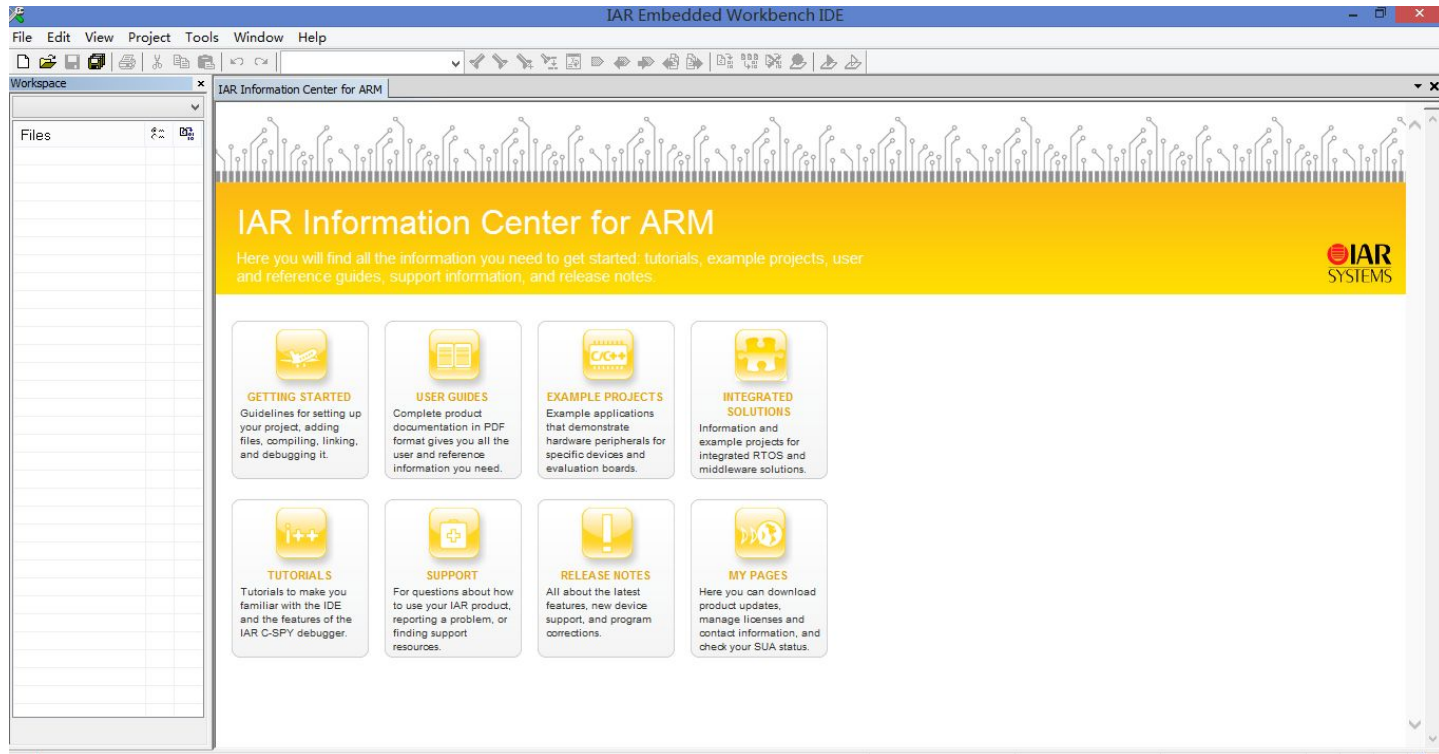 IAR Embedded Workbench IDE
File Edit View Project Tools Window Help
Workspace
IAR Information Center for ARM
Files
IAR Information Center for ARM
Here you will find all the information you need to get started: tutorials, example projects, user
and reference guides, support information, and release notes.
IAR
SYSTEMS
GETTING STARTED
Guidelines for setting up
your project, adding
files, compiling, linking,
and debugging it.
USER GUIDES
Complete product
documentation in PDF
format gives you all the
user and reference
information you need.
C/C++
EXAMPLE PROJECTS
Example applications
that demonstrate
hardware peripherals for
specific devices and
evaluation boards.
INTEGRATED
SOLUTIONS
Information and
example projects for
integrated RTOS and
middleware solutions.
i++
TUTORIALS
Tutorials to make you
familiar with the IDE
and the features of the
IAR C-SPY debugger.
SUPPORT
For questions about how
to use your IAR product,
reporting a problem, or
finding support
resources.
RELEASE NOTES
All about the latest
features, new device
support, and program
corrections.
MY PAGES
Here you can download
product updates,
manage licenses and
contact information, and
check your SUA status.